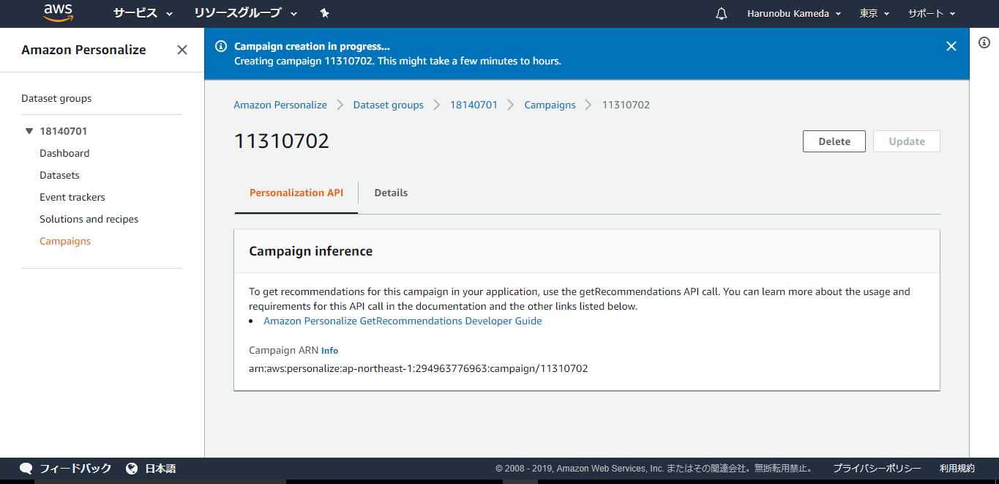 aws サービス リソースグループ Harunobu Kameda 東京 サポート
Amazon Personalize
Dataset groups
18140701
Dashboard
Datasets
Event trackers
Solutions and recipes
Campaigns
Campaign creation in progress...
Creating campaign 11310702. This might take a few minutes to hours.
Amazon Personalize Dataset groups 18140701 Campaigns 11310702
11310702
Delete Update
Personalization API Details
Campaign inference
To get recommendations for this campaign in your application, use the getRecommendations API call. You can learn more about the usage and
requirements for this API call in the documentation and the other links listed below.
• Amazon Personalize GetRecommendations Developer Guide
Campaign ARN Info
arn:aws:personalize:ap-northeast-1:294963776963:campaign/11310702
フィードバック 日本語 © 2008 - 2019, Amazon Web Services, Inc. またはその関連会社。無断転用禁止。 プライバシーポリシー 利用規約